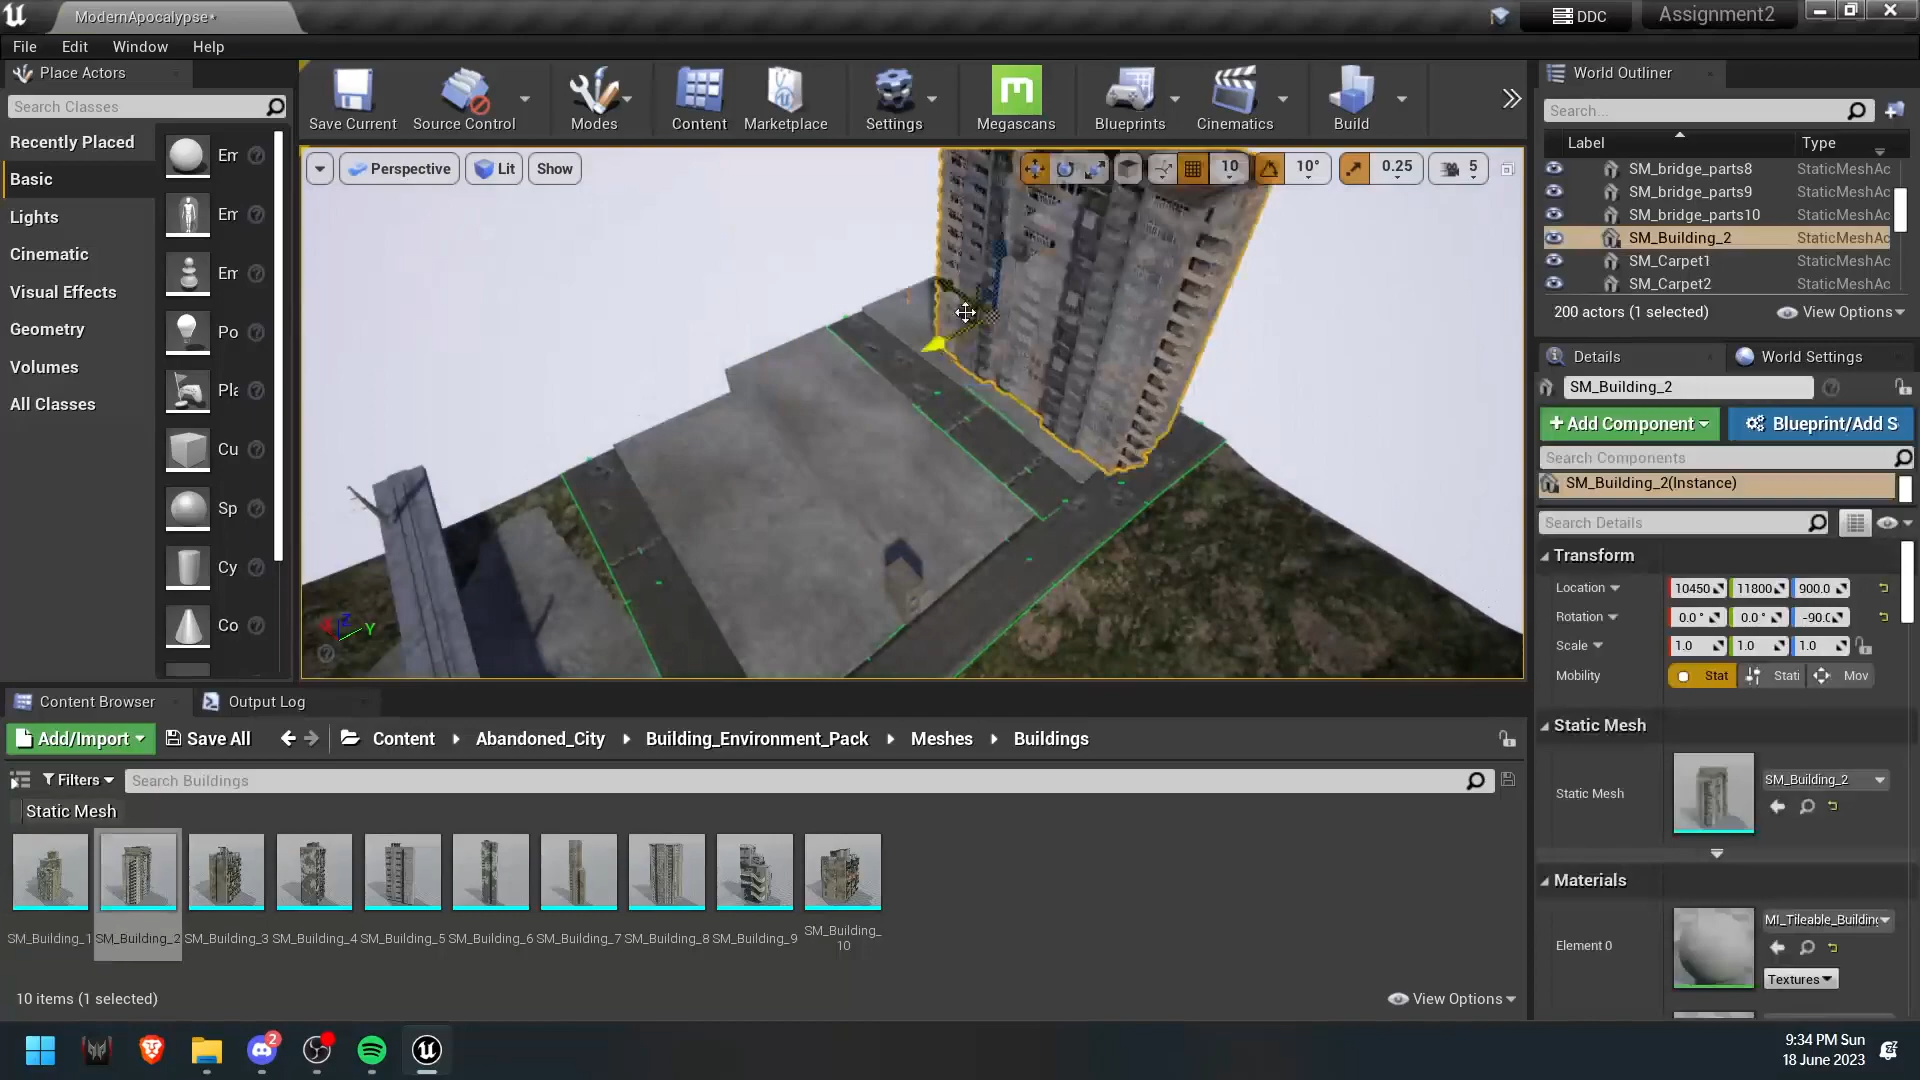 ModernApocalypse*
DDC
Assignment2
File
Edit
Window
Help
Place Actors
Search Classes
Recently Placed
Basic
Lights
Cinematic
Visual Effects
Geometry
Volumes
All Classes
Er
Er
Er
Po
Pla
Cu
Sp
Cy
Co
Save Current
Source Control
Modes
Content
Marketplace
Settings
Megascans
Blueprints
Cinematics
Build
Perspective
Lit
Show
10
10°
0.25
5
X
Z
Y
World Outliner
Search...
Label
Type
SM_bridge_parts8
StaticMeshAc
SM_bridge_parts9
StaticMeshAc
SM_bridge_parts10
StaticMeshAc
SM_Building_2
StaticMeshAc
SM_Carpet1
StaticMeshAc
SM_Carpet2
StaticMeshAc
200 actors (1 selected)
View Options
Details
World Settings
SM_Building_2
+ Add Component
Blueprint/Add S
Search Components
SM_Building_2(Instance)
Search Details
Transform
Location
10450
11800
900.0
Rotation
0.0 °
0.0 °
-90.0
Scale
1.0
1.0
1.0
Mobility
Stat
Stati
Mov
Static Mesh
Static Mesh
SM_Building_2
Materials
Element 0
MI_Tileable_Building
Textures
Content Browser
Output Log
Add/Import
Save All
Content
Abandoned_City
Building_Environment_Pack
Meshes
Buildings
Filters
Search Buildings
Static Mesh
SM_Building_1
SM_Building_2
SM_Building_3
SM_Building_4
SM_Building_5
SM_Building_6
SM_Building_7
SM_Building_8
SM_Building_9
SM_Building_
10
10 items (1 selected)
View Options
2
9:34 PM Sun
18 June 2023